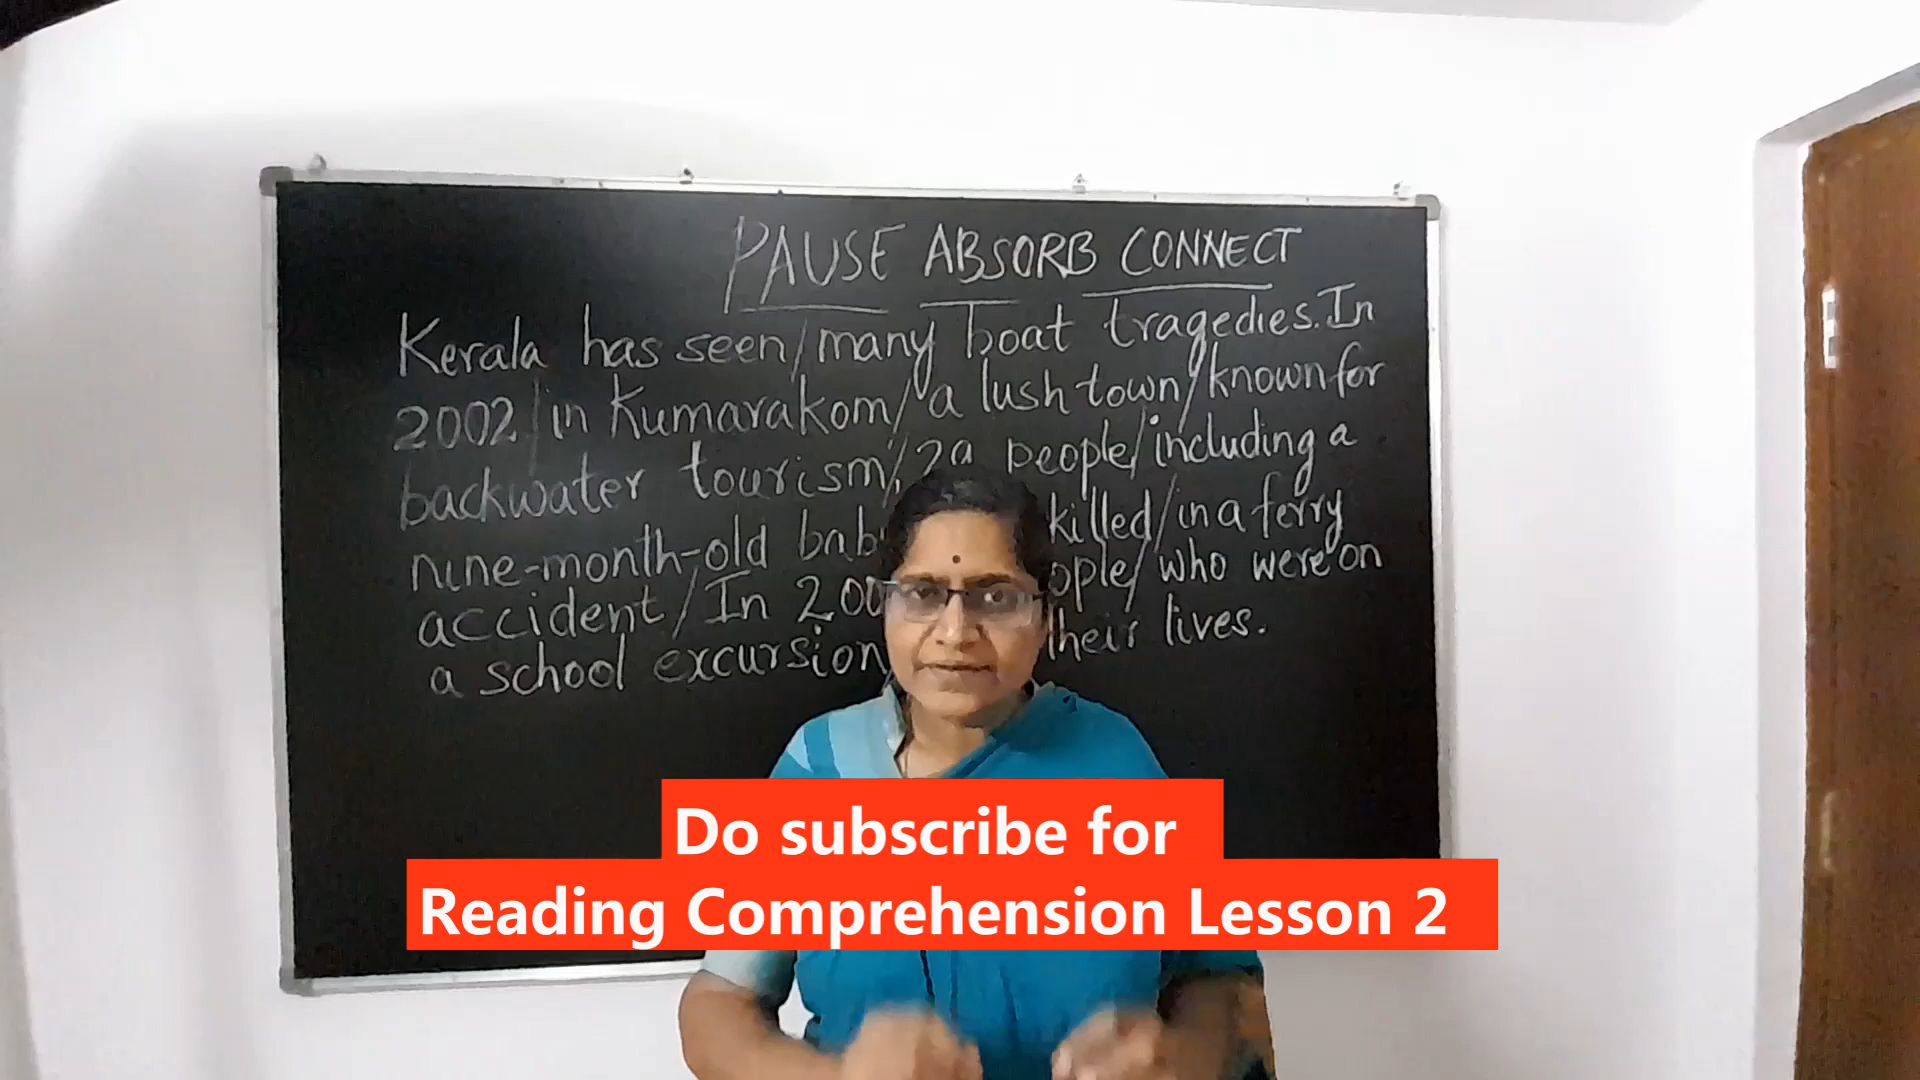 PAUSE ABSORB CONNECT
Kerala has seen/many boat tragedies. In
2002/in Kumarakom/a lush town/known for
backwater tourism/, people/including a
nine-month-old killed/in a ferry
accident/In who were on
a school excursion their lives.
Do subscribe for
Reading Comprehension Lesson 2